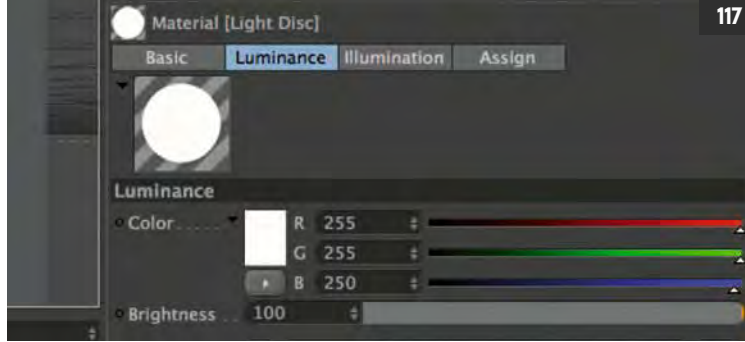 117
Material [Light Disc]
Basic Luminance Illumination Assign
Luminance
Color..... R 255
G 255
B 250
Brightness .. 100